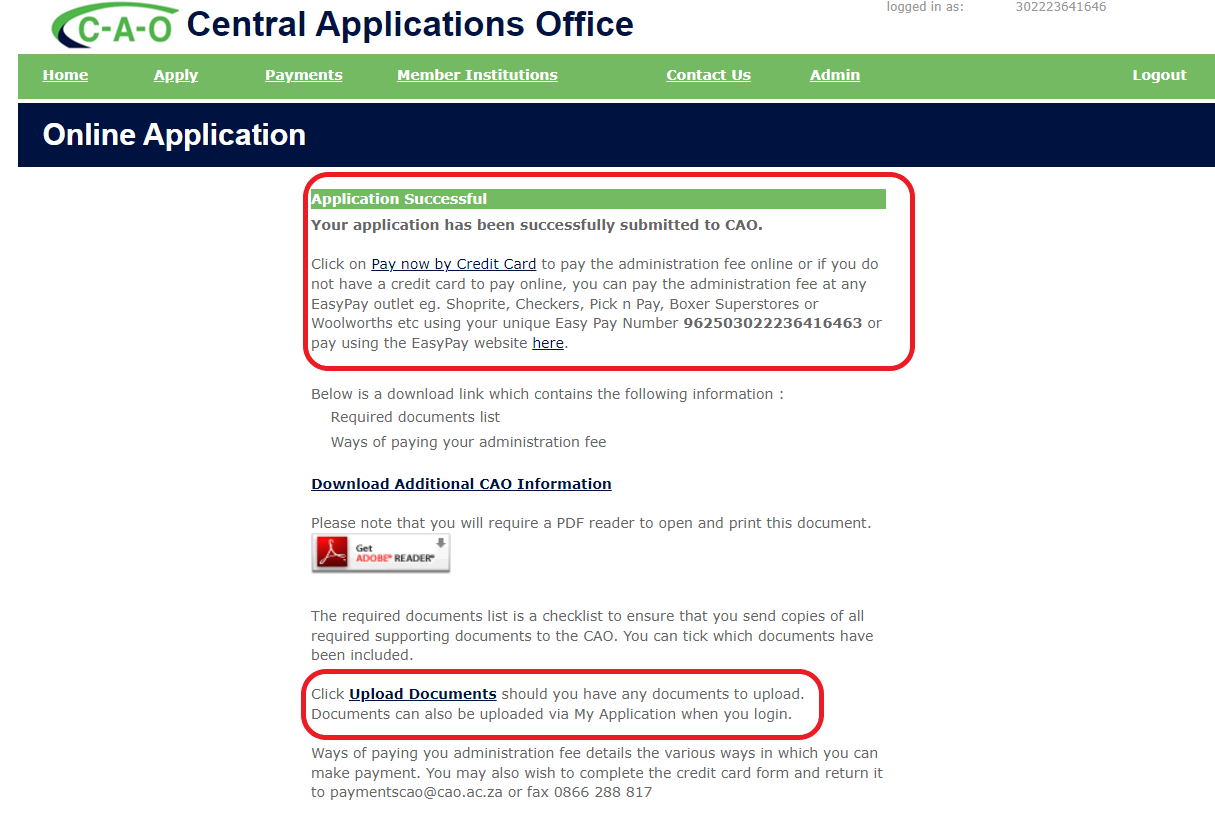 C-A-O Central Applications Office
logged in as: 302223641646
Home Apply Payments Member Institutions Contact Us Admin Logout
Online Application
Application Successful
Your application has been successfully submitted to CAO.
Click on Pay now by Credit Card to pay the administration fee online or if you do
not have a credit card to pay online, you can pay the administration fee at any
EasyPay outlet eg. Shoprite, Checkers, Pick n Pay, Boxer Superstores or
Woolworths etc using your unique Easy Pay Number 962503022236416463 or
pay using the EasyPay website here.
Below is a download link which contains the following information :
Required documents list
Ways of paying your administration fee
Download Additional CAO Information
Please note that you will require a PDF reader to open and print this document.
Get
ADOBE® READER®
The required documents list is a checklist to ensure that you send copies of all
required supporting documents to the CAO. You can tick which documents have
been included.
Click Upload Documents should you have any documents to upload.
Documents can also be uploaded via My Application when you login.
Ways of paying you administration fee details the various ways in which you can
make payment. You may also wish to complete the credit card form and return it
to paymentscao@cao.ac.za or fax 0866 288 817